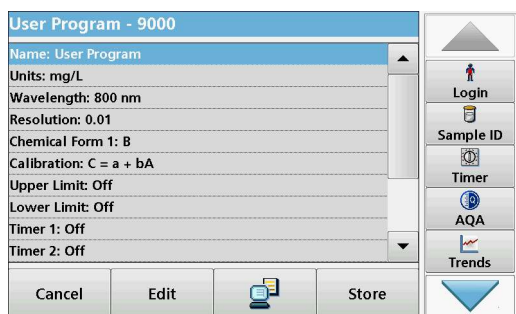 User Program - 9000
Name: User Program
Units: mg/L
Wavelength: 800 nm
Resolution: 0.01
Chemical Form 1: B
Calibration: C = a + bA
Upper Limit: Off
Lower Limit: Off
Timer 1: Off
Timer 2: Off
Cancel
Edit
Store
Login
Sample ID
Timer
AQA
Trends